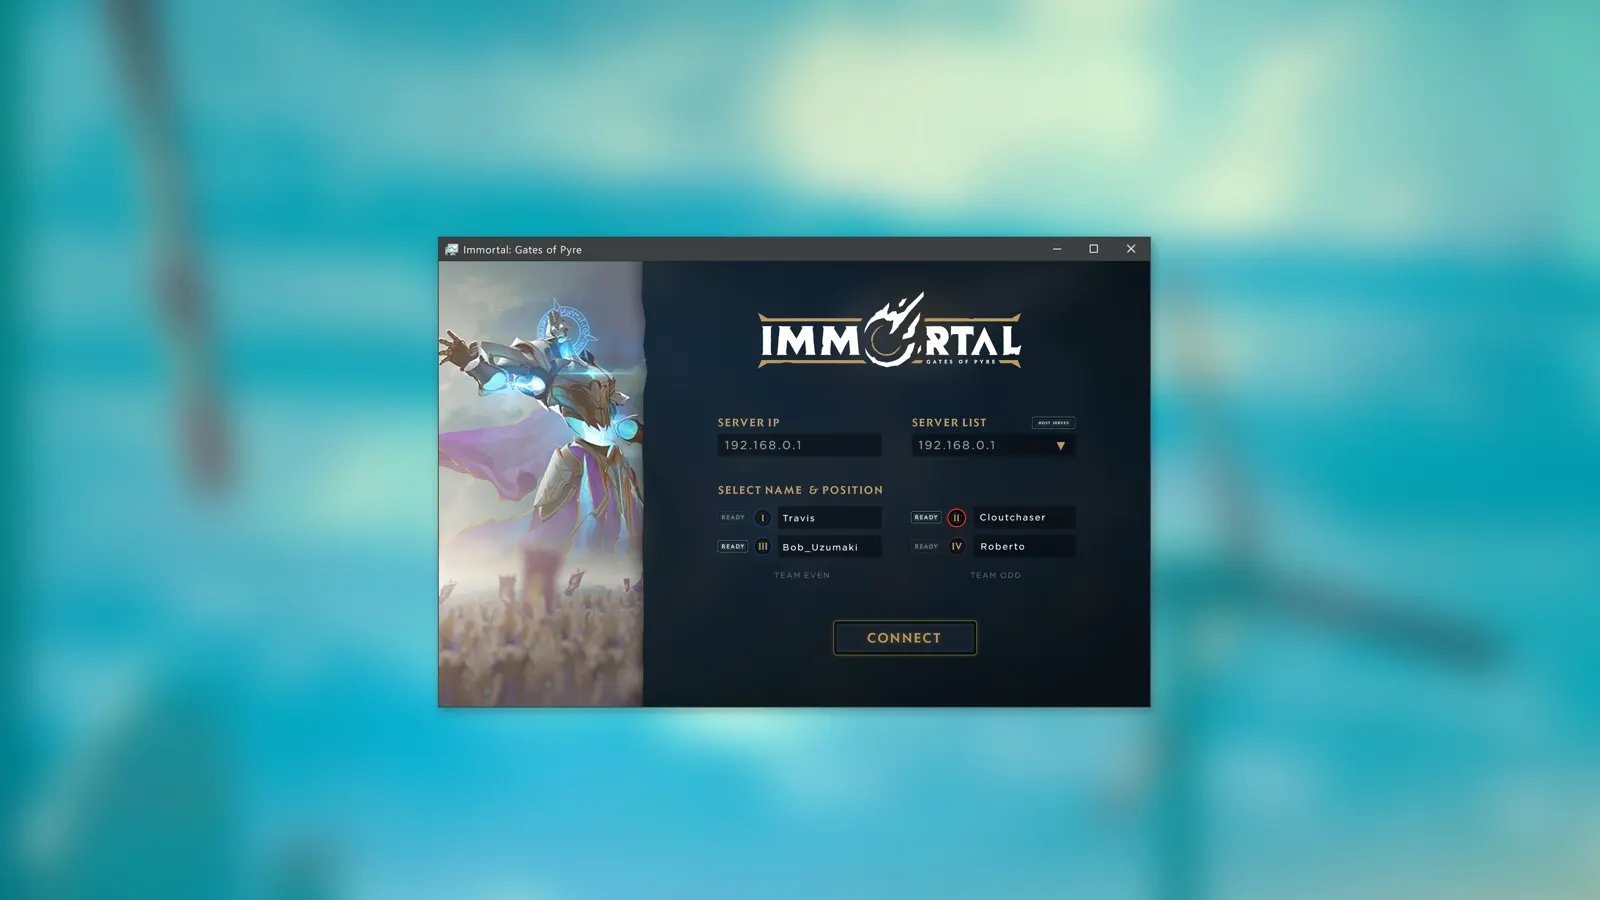 Immortal: Gates of Pyre
IMMORTAL
GATES OF PYRE
SERVER IP
192.168.0.1
SERVER LIST
HOST SERVER
192.168.0.1
SELECT NAME & POSITION
READY I Travis
READY II Cloutchaser
READY III Bob_Uzumaki
READY IV Roberto
TEAM EVEN
TEAM ODD
CONNECT